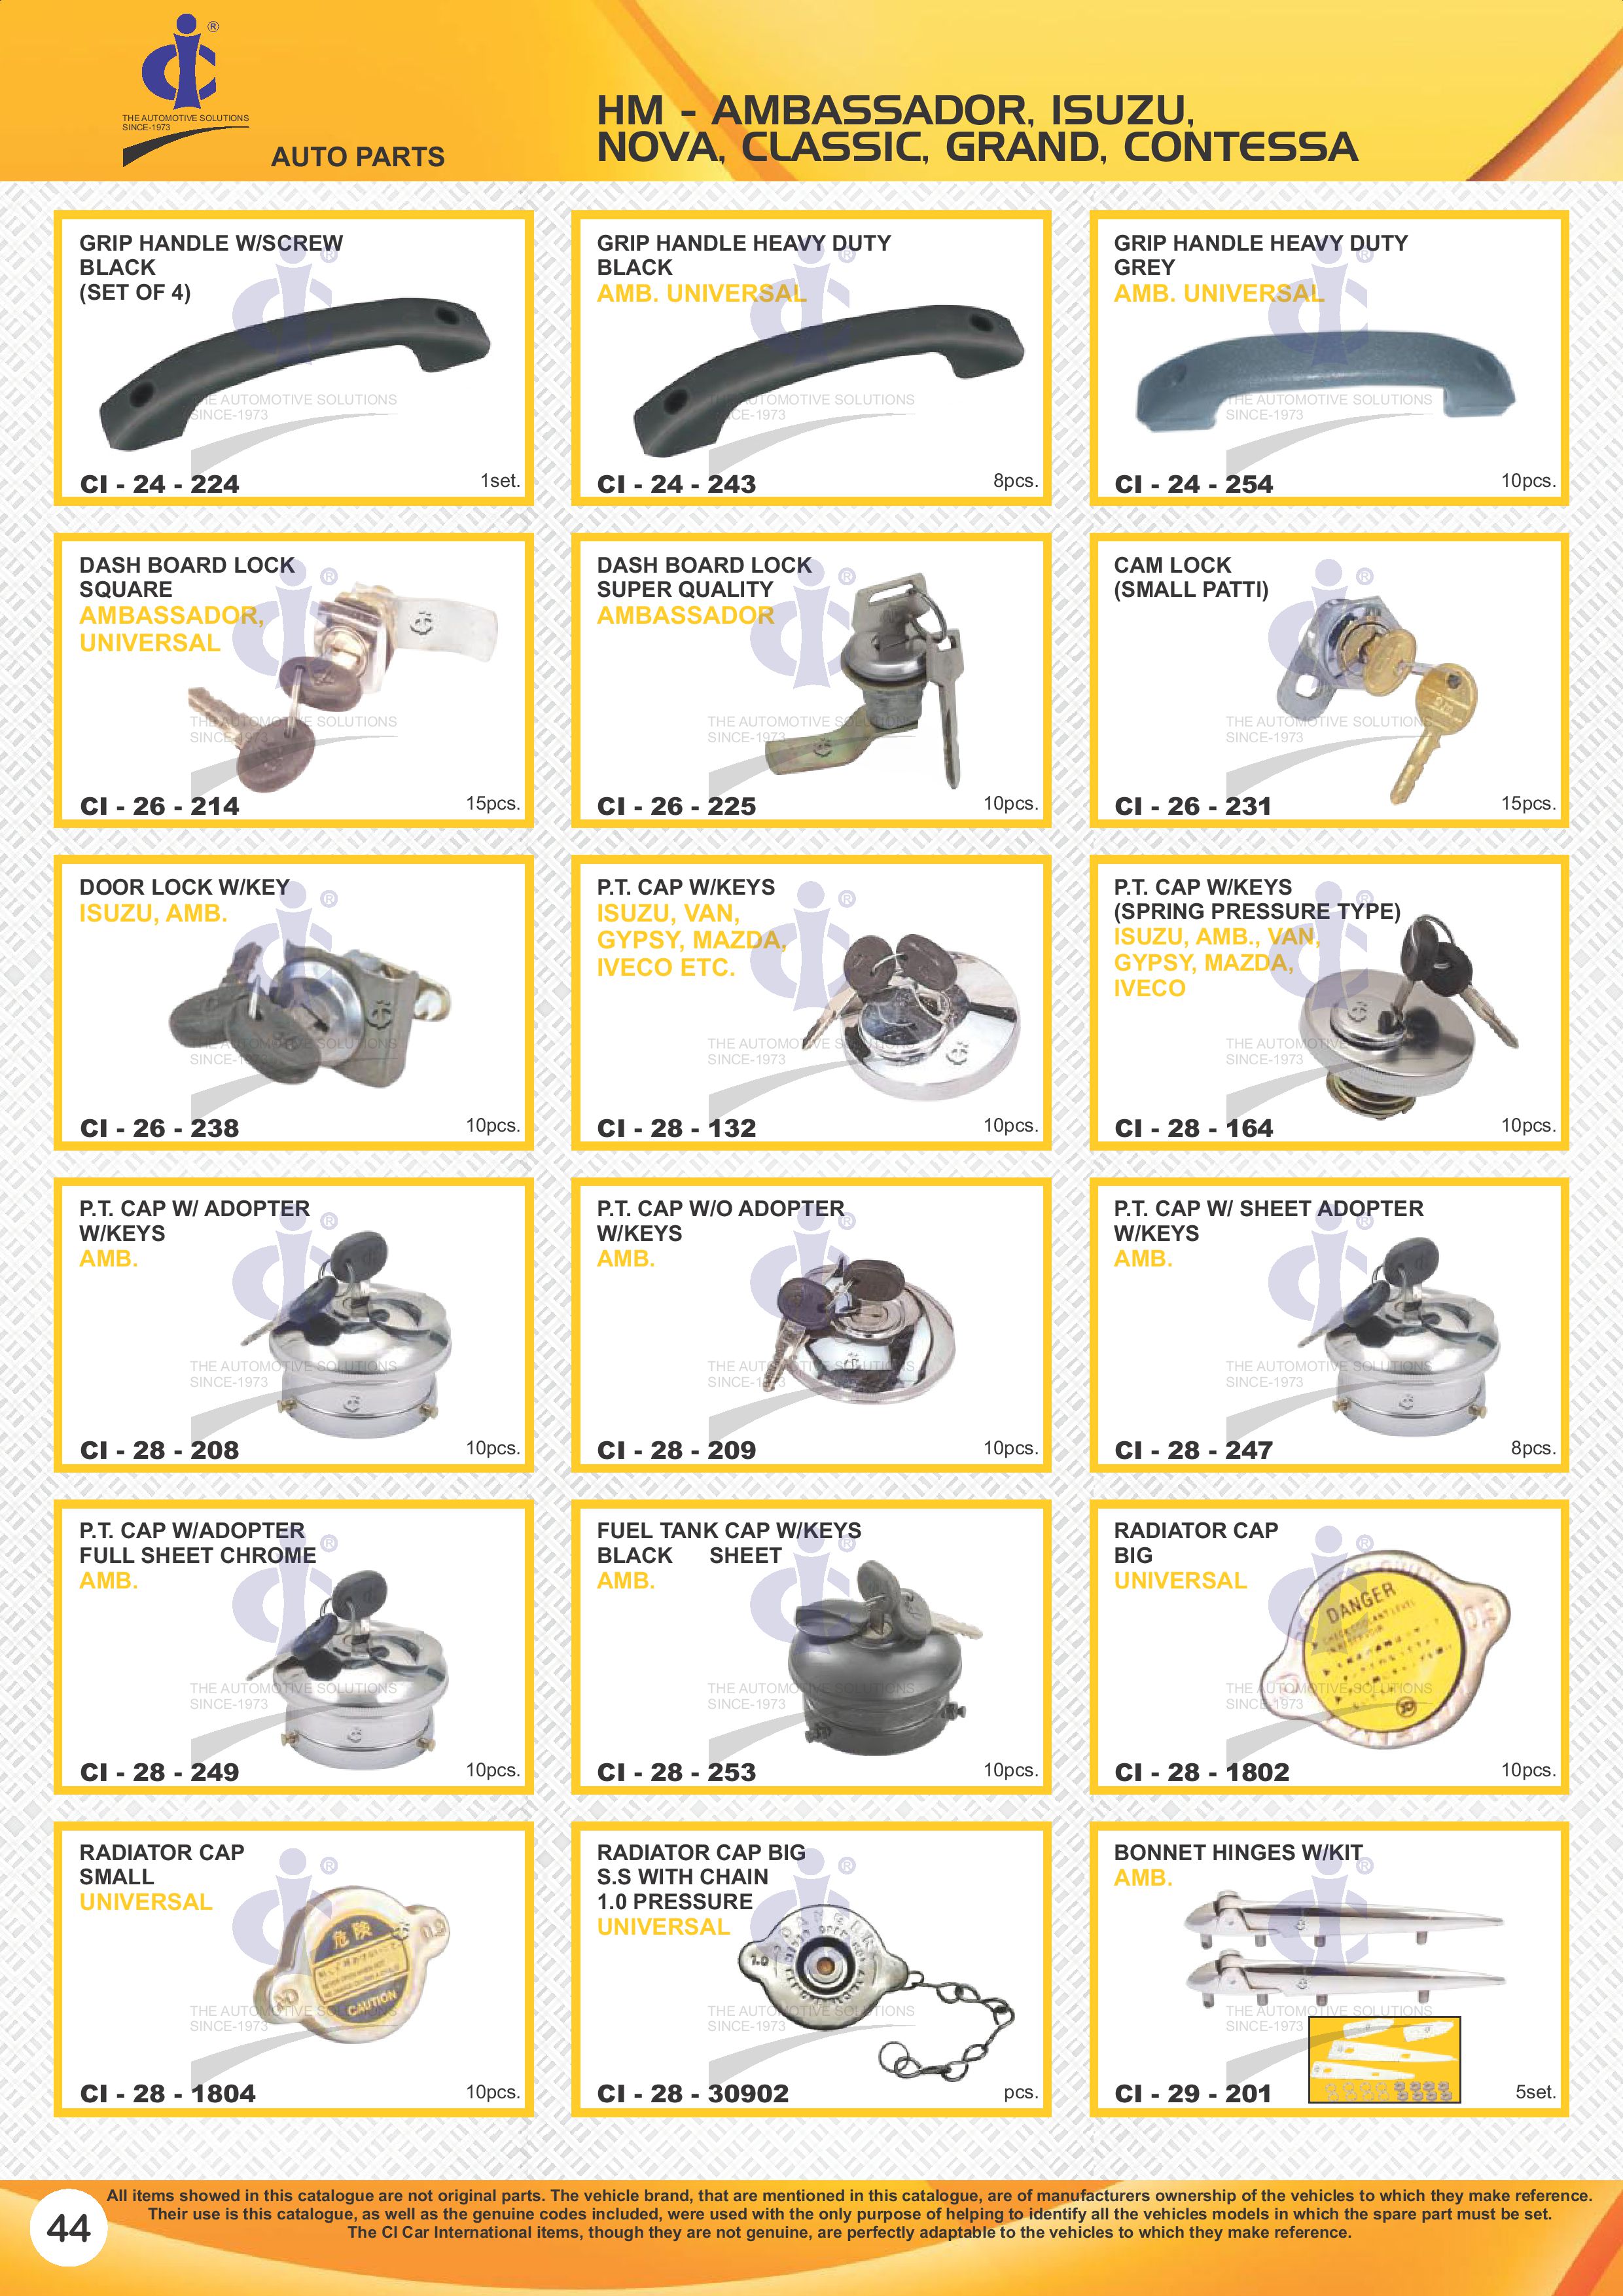 ®
THE AUTOMOTIVE SOLUTIONS
SINCE-1973
AUTO PARTS
HM - AMBASSADOR, ISUZU,
NOVA, CLASSIC, GRAND, CONTESSA
GRIP HANDLE W/SCREW
BLACK
(SET OF 4)
CI - 24 - 224
1set.
GRIP HANDLE HEAVY DUTY
BLACK
AMB. UNIVERSAL
CI - 24 - 243
8pcs.
GRIP HANDLE HEAVY DUTY
GREY
AMB. UNIVERSAL
CI - 24 - 254
10pcs.
DASH BOARD LOCK
SQUARE
AMBASSADOR,
UNIVERSAL
CI - 26 - 214
15pcs.
DASH BOARD LOCK
SUPER QUALITY
AMBASSADOR
CI - 26 - 225
10pcs.
CAM LOCK
(SMALL PATTI)
CI - 26 - 231
15pcs.
DOOR LOCK W/KEY
ISUZU, AMB.
CI - 26 - 238
10pcs.
P.T. CAP W/KEYS
ISUZU, VAN,
GYPSY, MAZDA,
IVECO ETC.
CI - 28 - 132
10pcs.
P.T. CAP W/KEYS
(SPRING PRESSURE TYPE)
ISUZU, AMB., VAN,
GYPSY, MAZDA,
IVECO
CI - 28 - 164
10pcs.
P.T. CAP W/ ADOPTER
W/KEYS
AMB.
CI - 28 - 208
10pcs.
P.T. CAP W/O ADOPTER
W/KEYS
AMB.
CI - 28 - 209
10pcs.
P.T. CAP W/ SHEET ADOPTER
W/KEYS
AMB.
CI - 28 - 247
8pcs.
P.T. CAP W/ADOPTER
FULL SHEET CHROME
AMB.
CI - 28 - 249
10pcs.
FUEL TANK CAP W/KEYS
BLACK SHEET
AMB.
CI - 28 - 253
10pcs.
RADIATOR CAP
BIG
UNIVERSAL
DANGER
CI - 28 - 1802
10pcs.
RADIATOR CAP
SMALL
UNIVERSAL
危険
0.9
CAUTION
CI - 28 - 1804
10pcs.
RADIATOR CAP BIG
S.S WITH CHAIN
1.0 PRESSURE
UNIVERSAL
DANGER
1.0
CI - 28 - 30902
pcs.
BONNET HINGES W/KIT
AMB.
CI - 29 - 201
5set.
44
All items showed in this catalogue are not original parts. The vehicle brand, that are mentioned in this catalogue, are of manufacturers ownership of the vehicles to which they make reference.
Their use is this catalogue, as well as the genuine codes included, were used with the only purpose of helping to identify all the vehicles models in which the spare part must be set.
The CI Car International items, though they are not genuine, are perfectly adaptable to the vehicles to which they make reference.